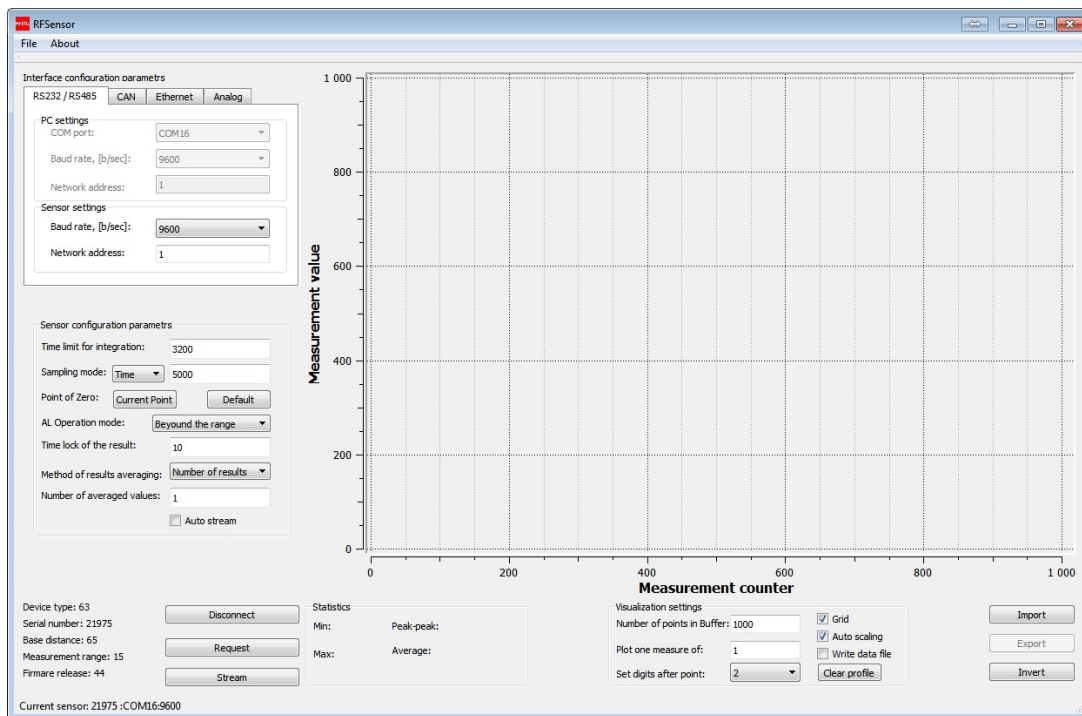 RFSensor
File About
Interface configuration parametrs
RS232 / RS485 CAN Ethernet Analog
PC settings
COM port: COM16
Baud rate, [b/sec]: 9600
Network address: 1
Sensor settings
Baud rate, [b/sec]: 9600
Network address: 1
Sensor configuration parametrs
Time limit for integration: 3200
Sampling mode: Time 5000
Point of Zero: Current Point Default
AL Operation mode: Beyound the range
Time lock of the result: 10
Method of results averaging: Number of results
Number of averaged values: 1
Auto stream
Measurement value
1 000
800
600
400
200
0
0 200 400 600 800 1 000
Measurement counter
Device type: 63
Serial number: 21975
Base distance: 65
Measurement range: 15
Firmare release: 44
Disconnect
Request
Stream
Statistics
Min: Peak-peak:
Max: Average:
Visualization settings
Number of points in Buffer: 1000
Plot one measure of: 1
Set digits after point: 2
Grid
Auto scaling
Write data file
Clear profile
Import
Export
Invert
Current sensor: 21975 :COM16:9600